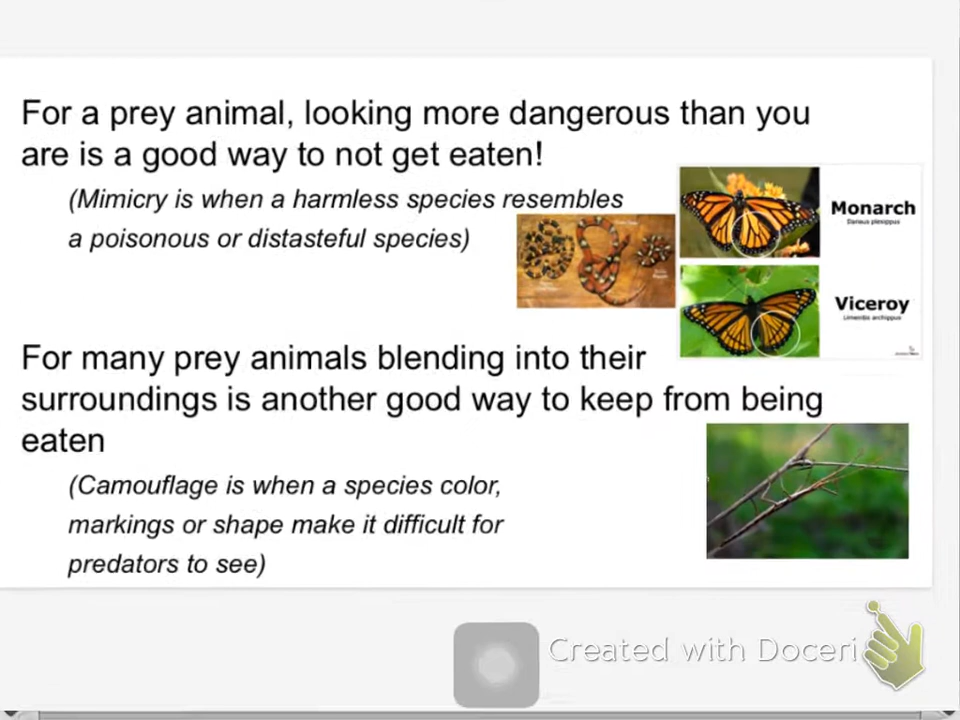 For a prey animal, looking more dangerous than you
are is a good way to not get eaten!
(Mimicry is when a harmless species resembles
a poisonous or distasteful species)
Monarch
Danaus plexippus
Viceroy
Limenitis archippus
For many prey animals blending into their
surroundings is another good way to keep from being
eaten
(Camouflage is when a species color,
markings or shape make it difficult for
predators to see)
Created with Doceri